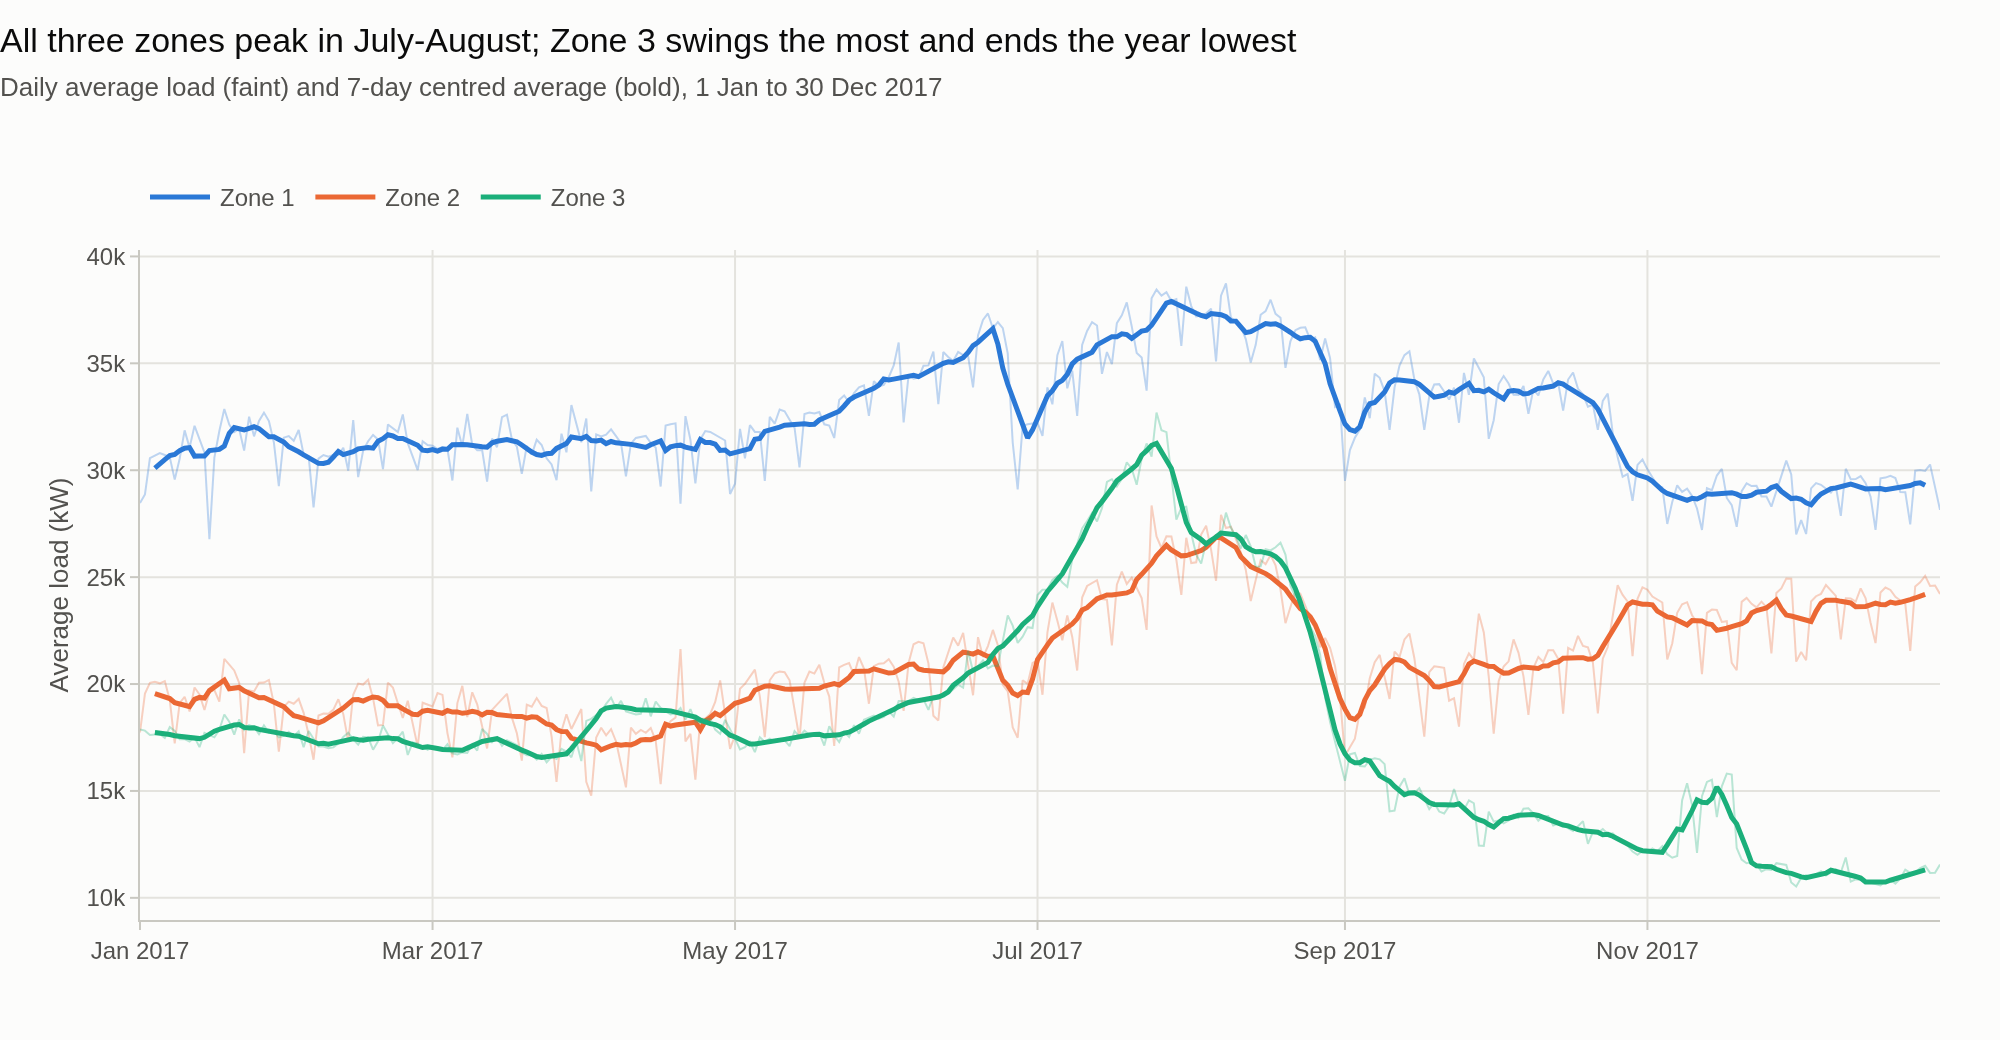 All three zones peak in July-August; Zone 3 swings the most and ends the year lowest
Daily average load (faint) and 7-day centred average (bold), 1 Jan to 30 Dec 2017
Zone 1 Zone 2 Zone 3
Average load (kW)
40k
35k
30k
25k
20k
15k
10k
Jan 2017 Mar 2017 May 2017 Jul 2017 Sep 2017 Nov 2017